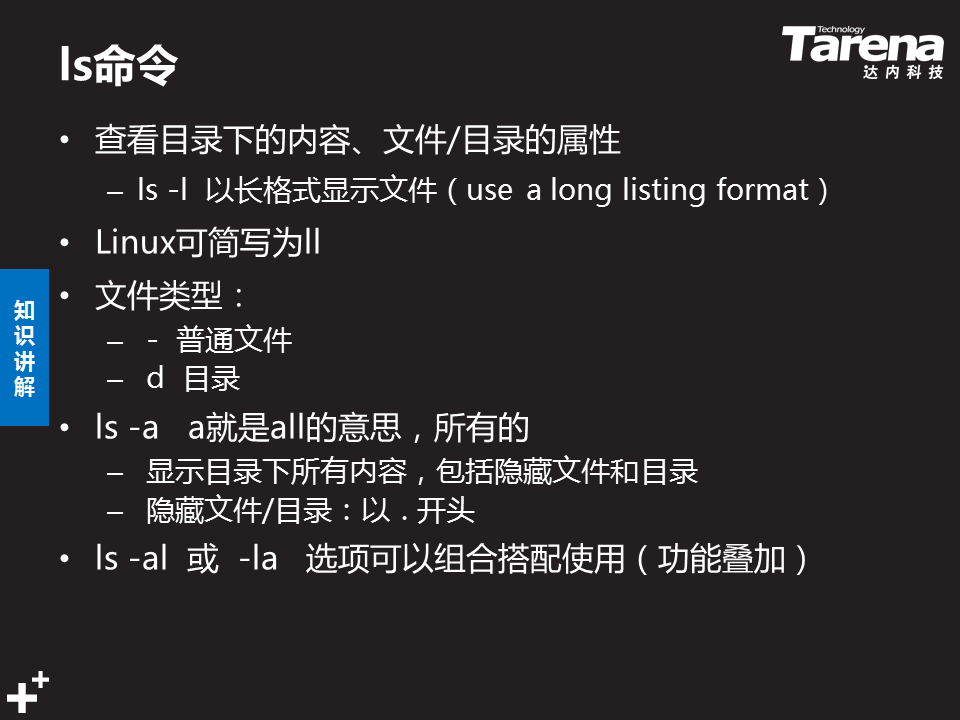 ls命令
Technology
Tarena
达内科技
• 查看目录下的内容、文件/目录的属性
– ls -l 以长格式显示文件（use a long listing format）
• Linux可简写为ll
• 文件类型：
– - 普通文件
– d 目录
• ls -a a就是all的意思，所有的
– 显示目录下所有内容，包括隐藏文件和目录
– 隐藏文件/目录：以 . 开头
• ls -al 或 -la 选项可以组合搭配使用（功能叠加）
知
识
讲
解